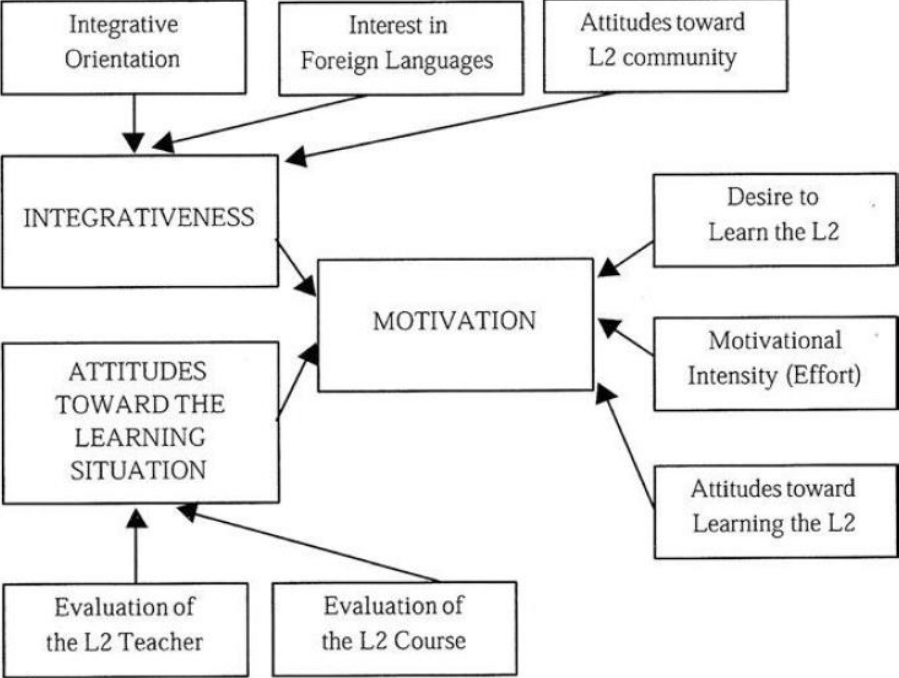 Integrative
Orientation
Interest in
Foreign Languages
Attitudes toward
L2 community
INTEGRATIVENESS
Desire to
Learn the L2
MOTIVATION
Motivational
Intensity (Effort)
ATTITUDES
TOWARD THE
LEARNING
SITUATION
Attitudes toward
Learning the L2
Evaluation of
the L2 Teacher
Evaluation of
the L2 Course